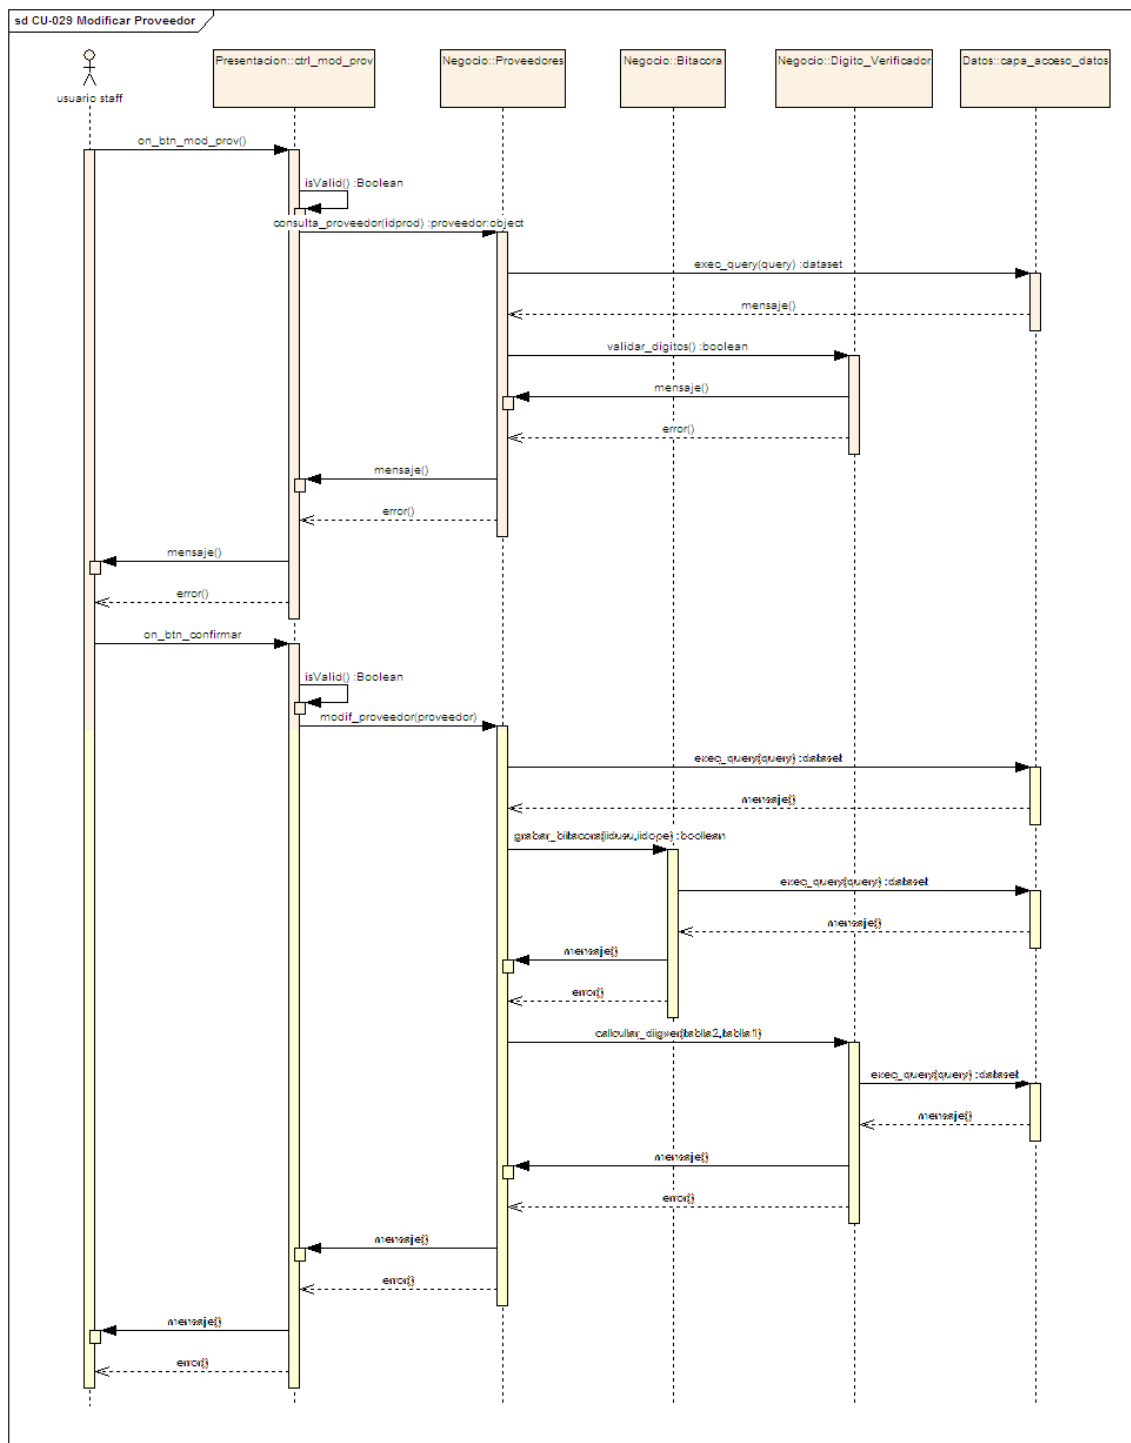 sd CU-029 Modificar Proveedor
usuario staff
Presentacion::ctrl_mod_prov
Negocio::Proveedores
Negocio::Bitacora
Negocio::Digito_Verificador
Datos::capa_acceso_datos
on_btn_mod_prov()
isValid() :Boolean
consulta_proveedor(idprod) :proveedor:object
exec_query(query) :dataset
mensaje()
validar_digitos() :boolean
mensaje()
error()
mensaje()
error()
mensaje()
error()
on_btn_confirmar
isValid() :Boolean
modif_proveedor(proveedor)
exec_query(query) :dataset
mensaje()
grabar_bitacora(idusu,idope) :boolean
exec_query(query) :dataset
mensaje()
mensaje()
error()
calcular_digver(tabla2,tabla1)
exec_query(query) :dataset
mensaje()
mensaje()
error()
mensaje()
error()
mensaje()
error()